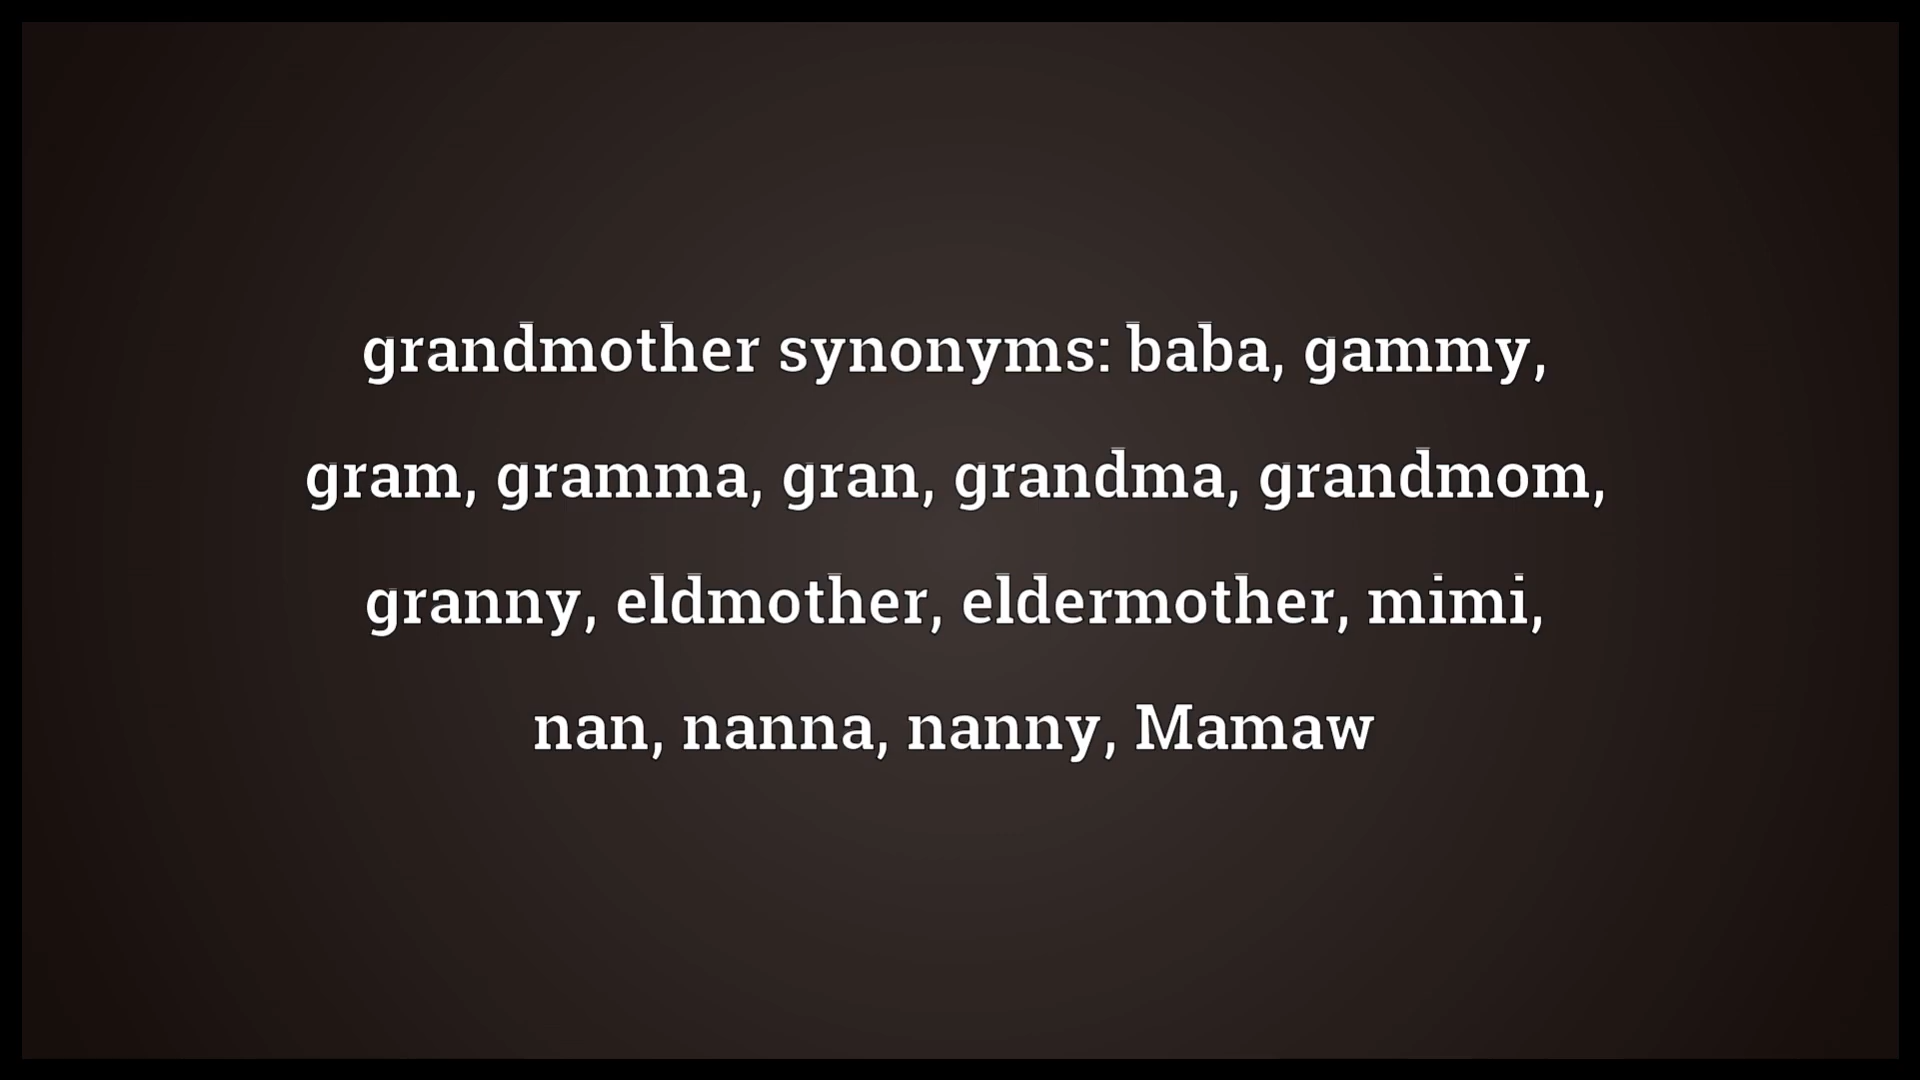 grandmother synonyms: baba, gammy,
gram, gramma, gran, grandma, grandmom,
granny, eldmother, eldermother, mimi,
nan, nanna, nanny, Mamaw